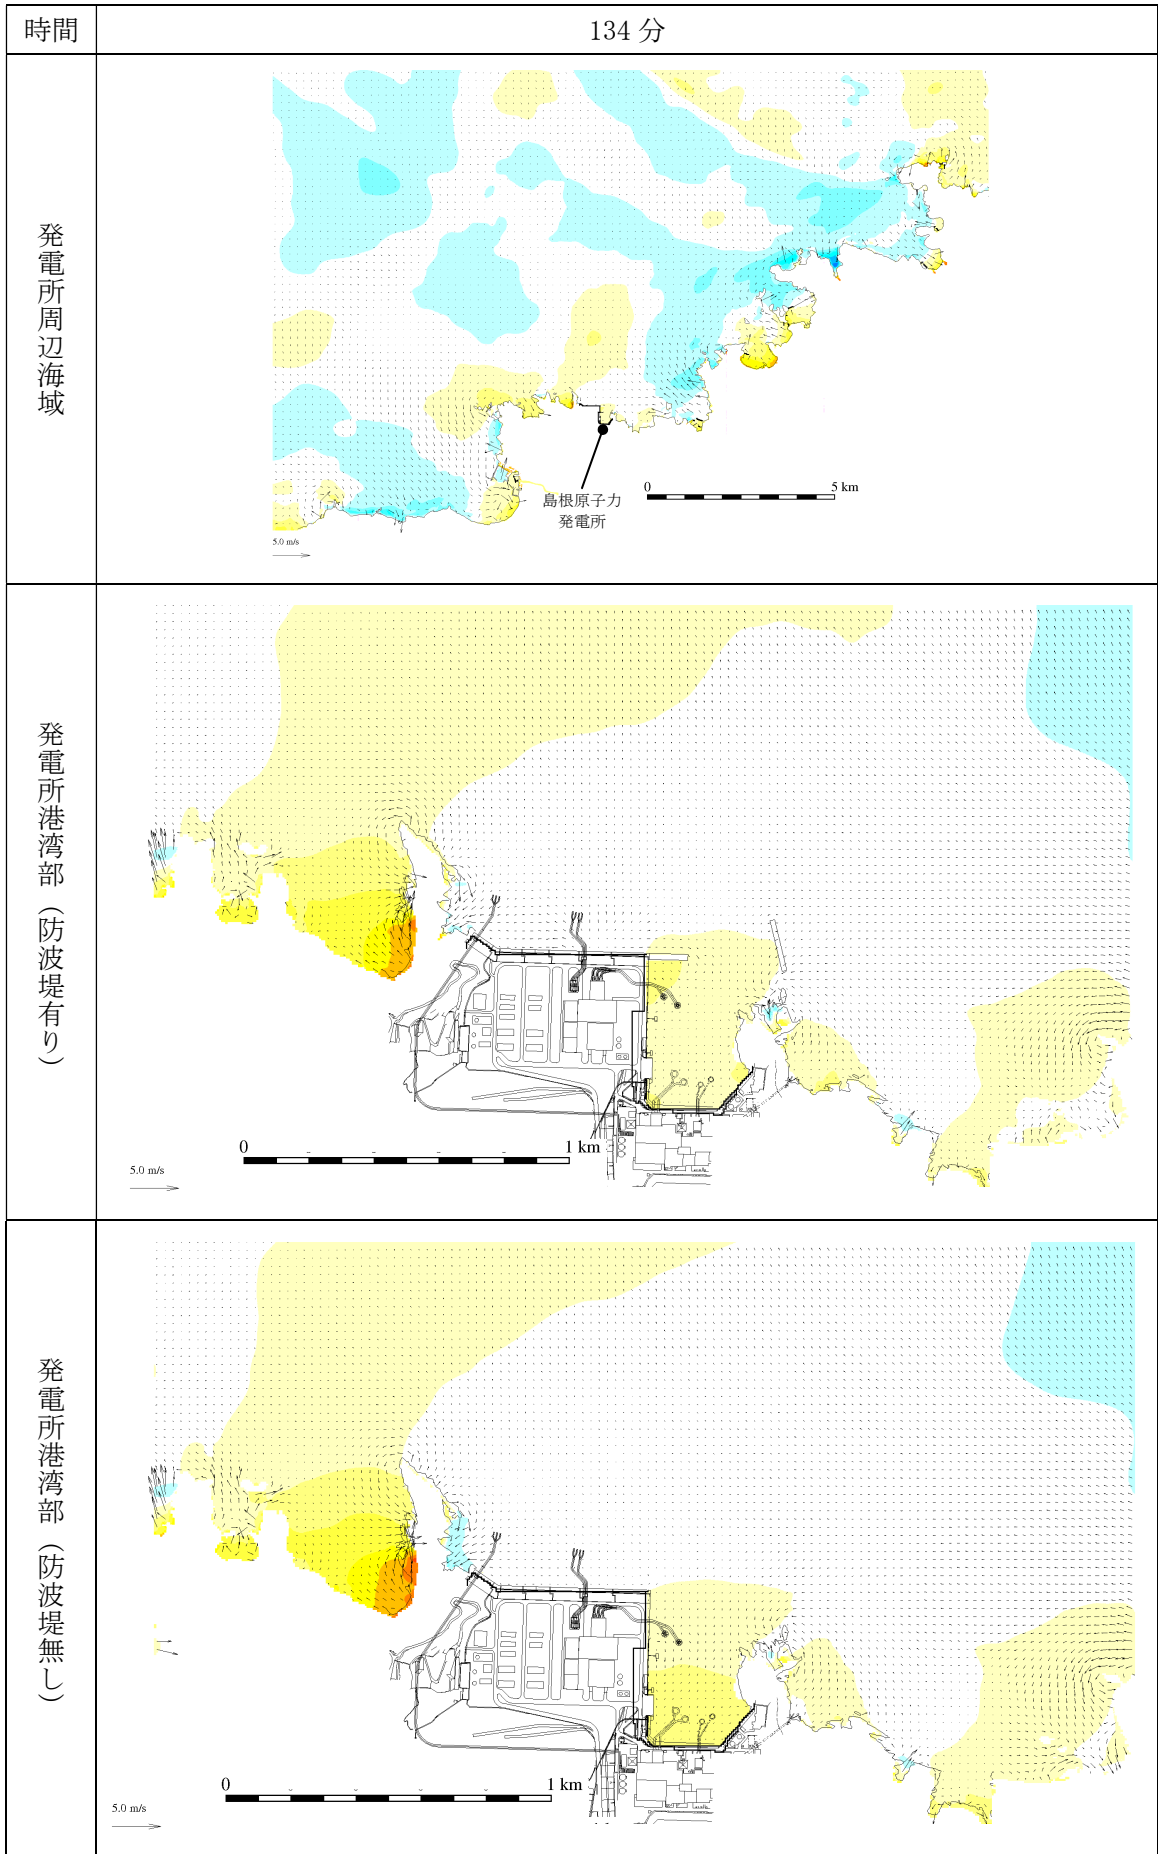 時間
134 分
発電所周辺海域
島根原子力
発電所
0
5 km
5.0 m/s
発電所港湾部（防波堤有り）
0
1 km
5.0 m/s
発電所港湾部（防波堤無し）
0
1 km
5.0 m/s